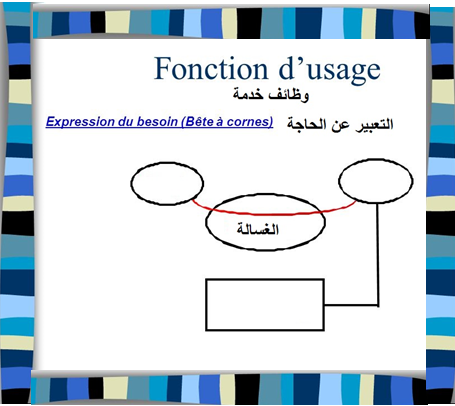 Fonction d’usage
وظائف خدمة
Expression du besoin (Bête à cornes) التعبير عن الحاجة
الغسالة